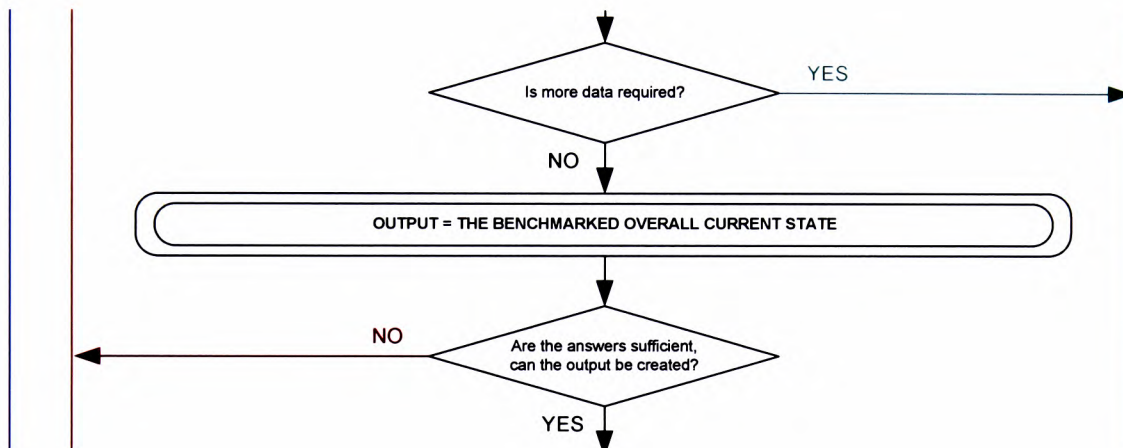 YES
Is more data required?
NO
OUTPUT = THE BENCHMARKED OVERALL CURRENT STATE
NO
Are the answers sufficient,
can the output be created?
YES